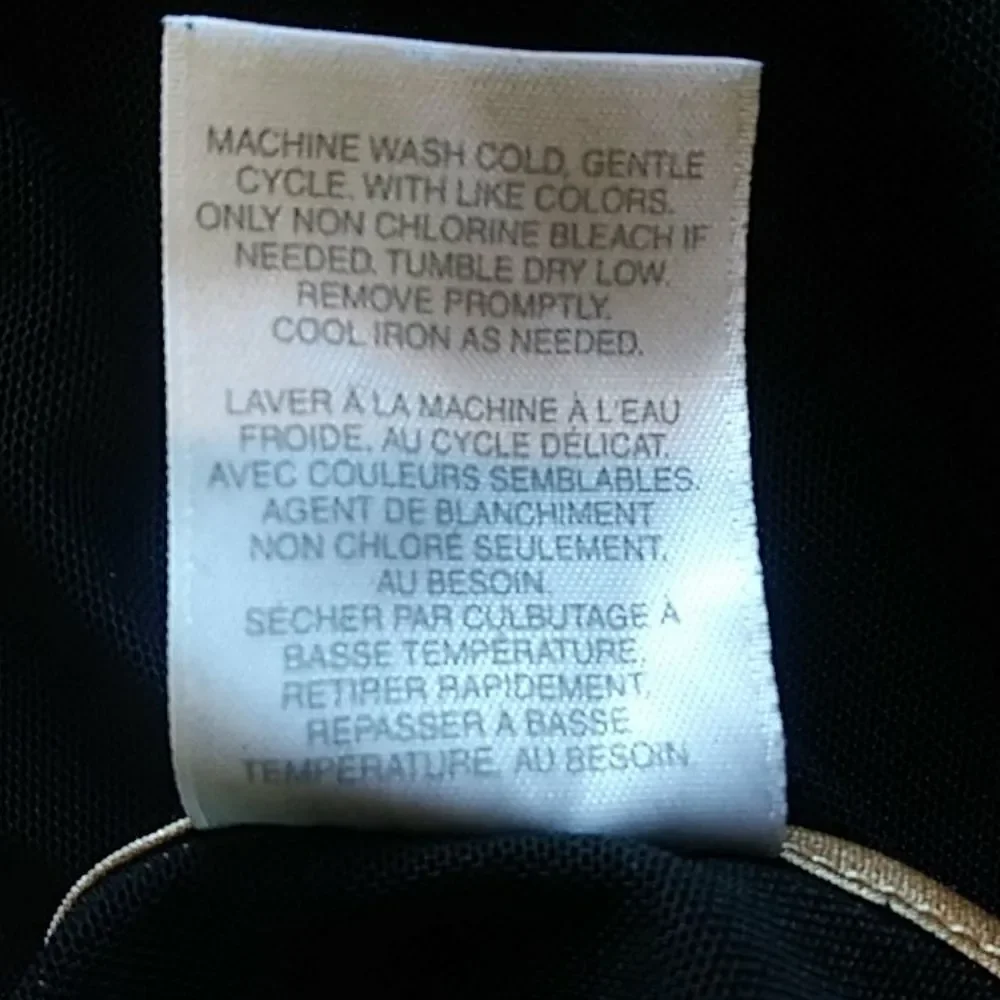 MACHINE WASH COLD, GENTLE
CYCLE. WITH LIKE COLORS.
ONLY NON CHLORINE BLEACH IF
NEEDED. TUMBLE DRY LOW.
REMOVE PROMPTLY.
COOL IRON AS NEEDED.
LAVER À LA MACHINE À L'EAU
FROIDE, AU CYCLE DÉLICAT.
AVEC COULEURS SEMBLABLES.
AGENT DE BLANCHIMENT
NON CHLORÉ SEULEMENT,
AU BESOIN.
SÉCHER PAR CULBUTAGE À
BASSE TEMPÉRATURE.
RETIRER RAPIDEMENT.
REPASSER A BASSE
TEMPÉRATURE, AU BESOIN